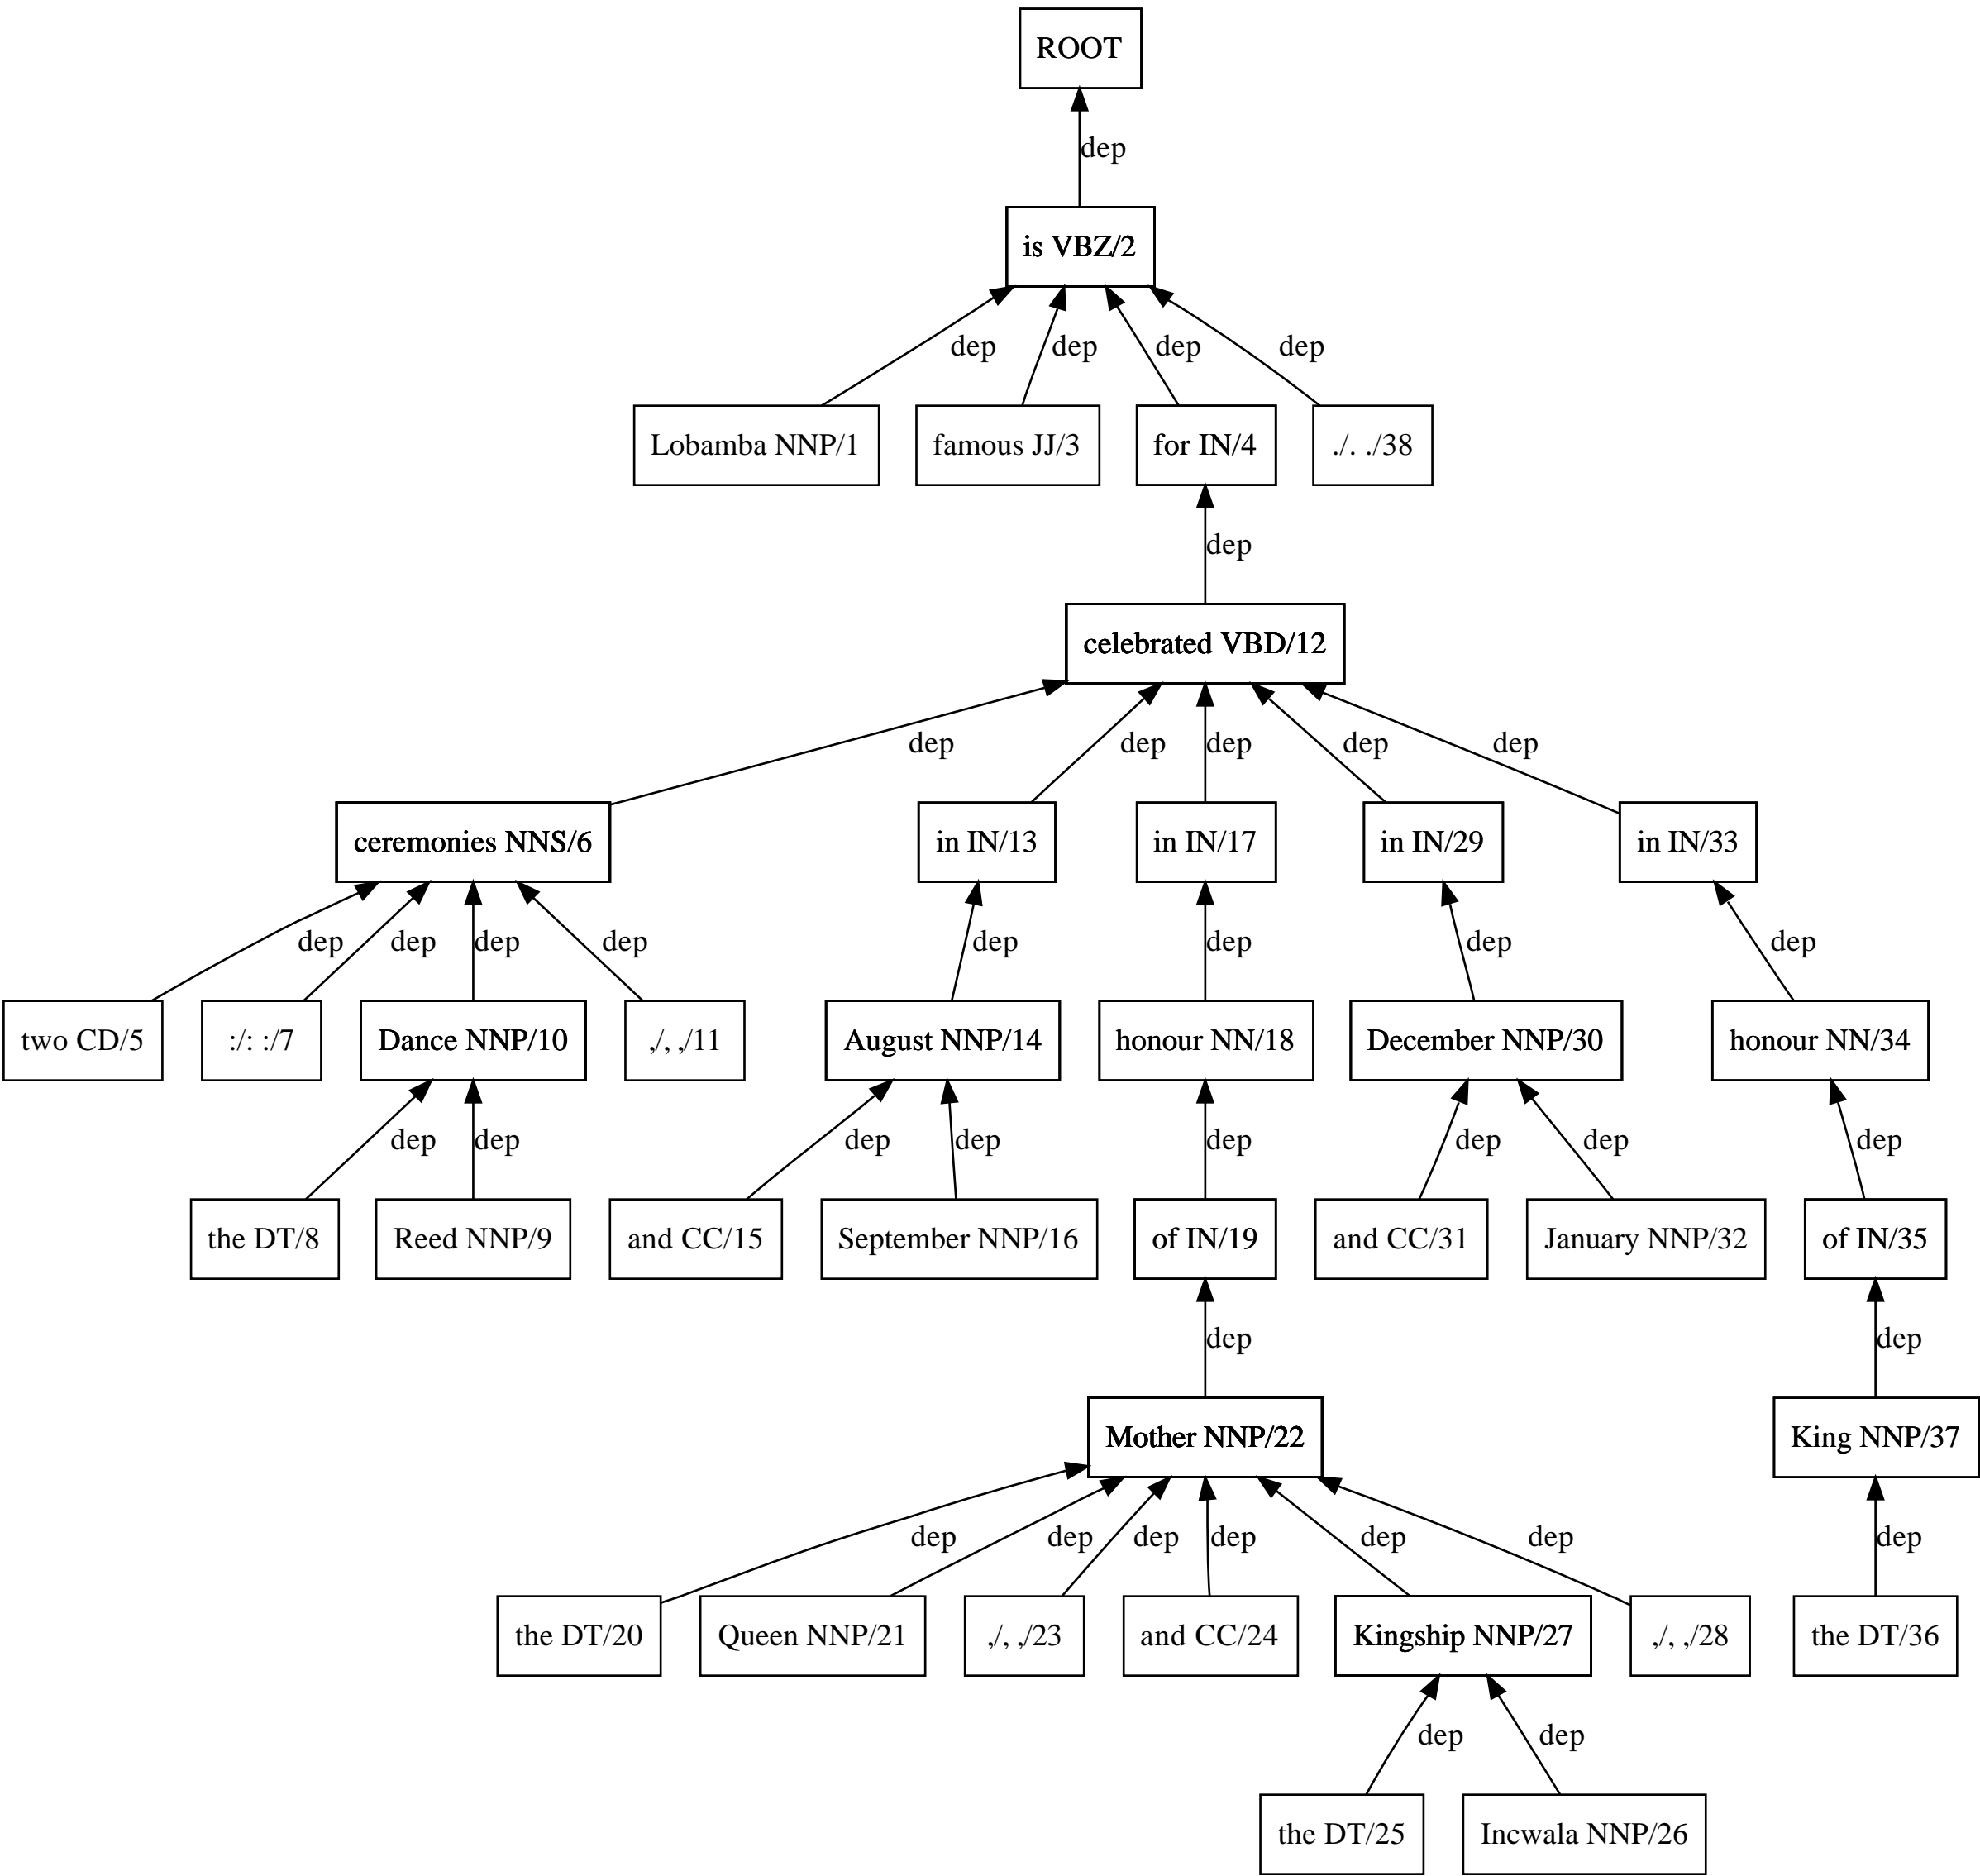 ROOT
dep
is VBZ/2
dep dep dep dep
Lobamba NNP/1 famous JJ/3 for IN/4 ./. ./38
dep
celebrated VBD/12
dep dep dep dep dep
ceremonies NNS/6 in IN/13 in IN/17 in IN/29 in IN/33
dep dep dep dep dep dep dep dep
two CD/5 :/: :/7 Dance NNP/10 ,/, ,/11 August NNP/14 honour NN/18 December NNP/30 honour NN/34
dep dep dep dep dep dep dep dep
the DT/8 Reed NNP/9 and CC/15 September NNP/16 of IN/19 and CC/31 January NNP/32 of IN/35
dep dep
Mother NNP/22 King NNP/37
dep dep dep dep dep dep dep
the DT/20 Queen NNP/21 ,/, ,/23 and CC/24 Kingship NNP/27 ,/, ,/28 the DT/36
dep dep
the DT/25 Incwala NNP/26